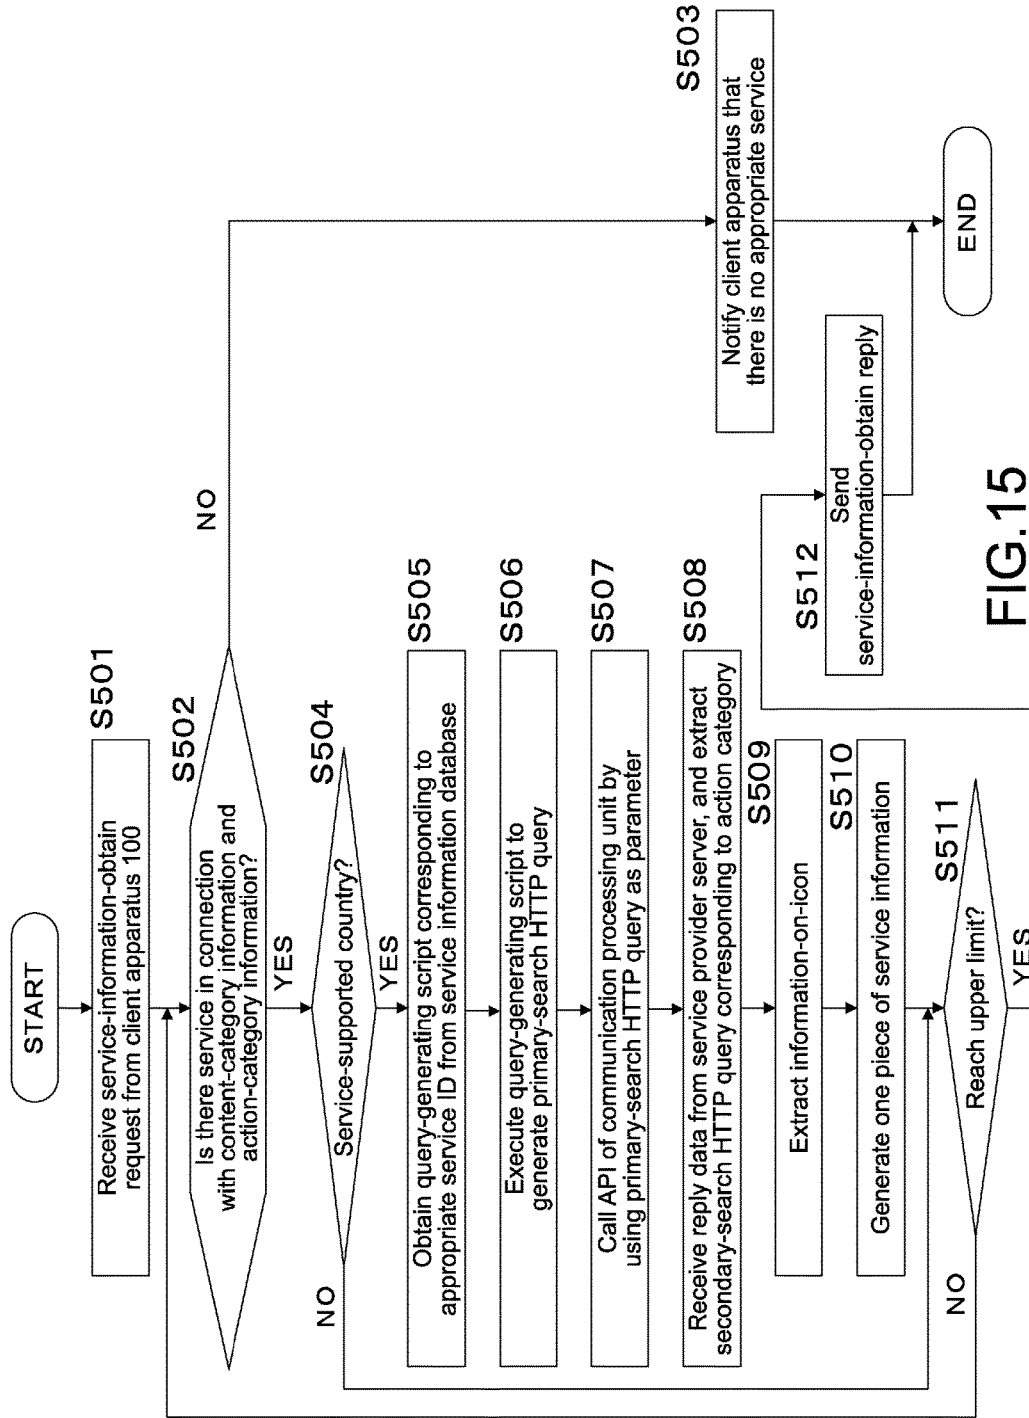 START
S501
Receive service-information-obtain
request from client apparatus 100
S502
Is there service in connection
with content-category information and
action-category information?
NO
YES
S503
Notify client apparatus that
there is no appropriate service
S504
Service-supported country?
NO
YES
S505
Obtain query-generating script corresponding to
appropriate service ID from service information database
S506
Execute query-generating script to
generate primary-search HTTP query
S507
Call API of communication processing unit by
using primary-search HTTP query as parameter
S508
Receive reply data from service provider server, and extract
secondary-search HTTP query corresponding to action category
S509
Extract information-on-icon
S510
Generate one piece of service information
S511
Reach upper limit?
NO
YES
S512
Send
service-information-obtain reply
END
FIG.15